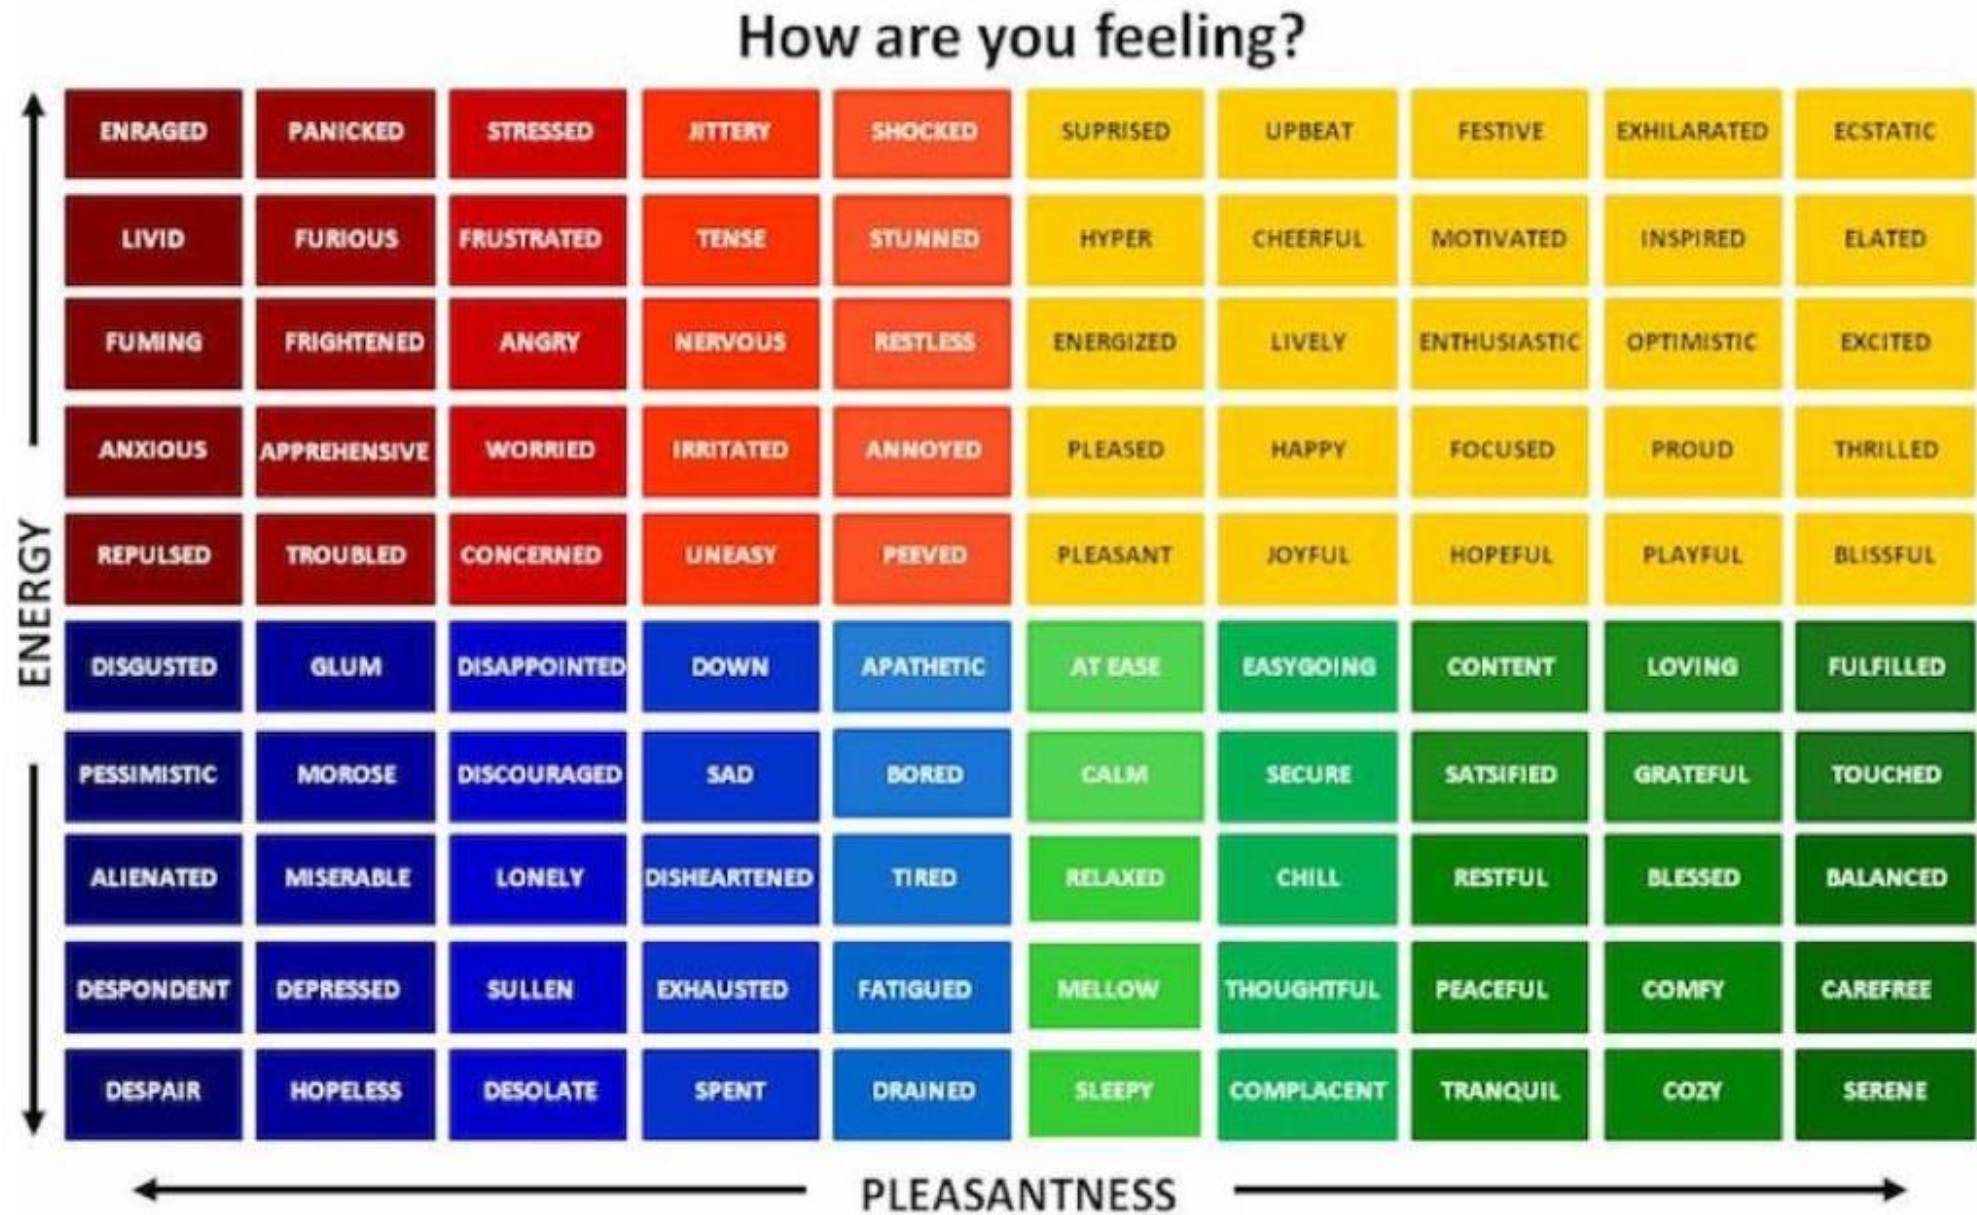 How are you feeling?
ENRAGED PANICKED STRESSED JITTERY SHOCKED SUPRISED UPBEAT FESTIVE EXHILARATED ECSTATIC
LIVID FURIOUS FRUSTRATED TENSE STUNNED HYPER CHEERFUL MOTIVATED INSPIRED ELATED
FUMING FRIGHTENED ANGRY NERVOUS RESTLESS ENERGIZED LIVELY ENTHUSIASTIC OPTIMISTIC EXCITED
ANXIOUS APPREHENSIVE WORRIED IRRITATED ANNOYED PLEASED HAPPY FOCUSED PROUD THRILLED
REPULSED TROUBLED CONCERNED UNEASY PEEVED PLEASANT JOYFUL HOPEFUL PLAYFUL BLISSFUL
ENERGY
DISGUSTED GLUM DISAPPOINTED DOWN APATHETIC AT EASE EASYGOING CONTENT LOVING FULFILLED
PESSIMISTIC MOROSE DISCOURAGED SAD BORED CALM SECURE SATSIFIED GRATEFUL TOUCHED
ALIENATED MISERABLE LONELY DISHEARTENED TIRED RELAXED CHILL RESTFUL BLESSED BALANCED
DESPONDENT DEPRESSED SULLEN EXHAUSTED FATIGUED MELLOW THOUGHTFUL PEACEFUL COMFY CAREFREE
DESPAIR HOPELESS DESOLATE SPENT DRAINED SLEEPY COMPLACENT TRANQUIL COZY SERENE
PLEASANTNESS